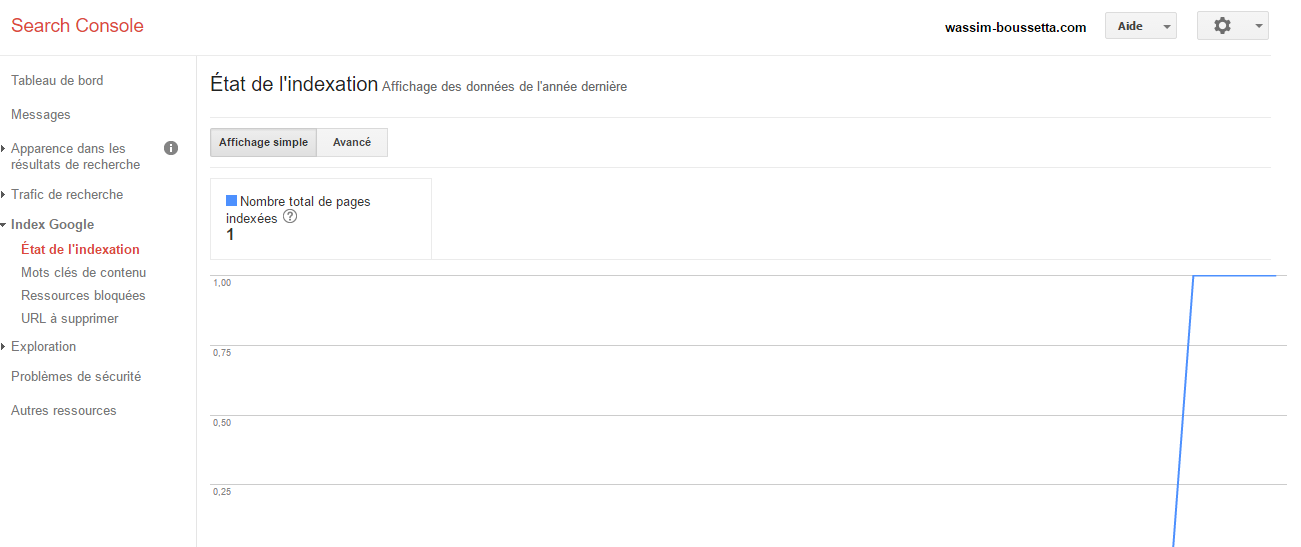 Search Console
wassim-boussetta.com
Aide
Tableau de bord
Messages
Apparence dans les
résultats de recherche
Trafic de recherche
Index Google
État de l'indexation
Mots clés de contenu
Ressources bloquées
URL à supprimer
Exploration
Problèmes de sécurité
Autres ressources
État de l'indexation Affichage des données de l'année dernière
Affichage simple
Avancé
Nombre total de pages
indexées ?
1
1,00
0,75
0,50
0,25